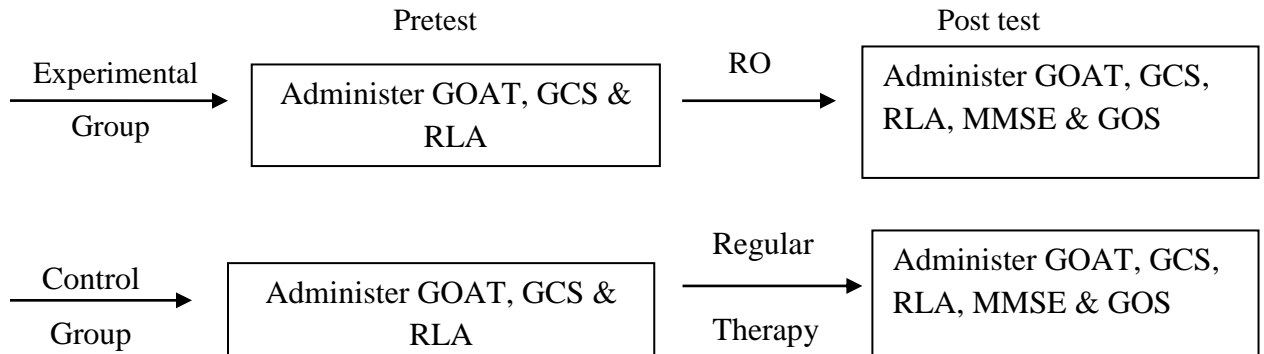 Pretest
Post test
Experimental
Group
Administer GOAT, GCS &
RLA
RO
Administer GOAT, GCS,
RLA, MMSE & GOS
Control
Group
Administer GOAT, GCS &
RLA
Regular
Therapy
Administer GOAT, GCS,
RLA, MMSE & GOS